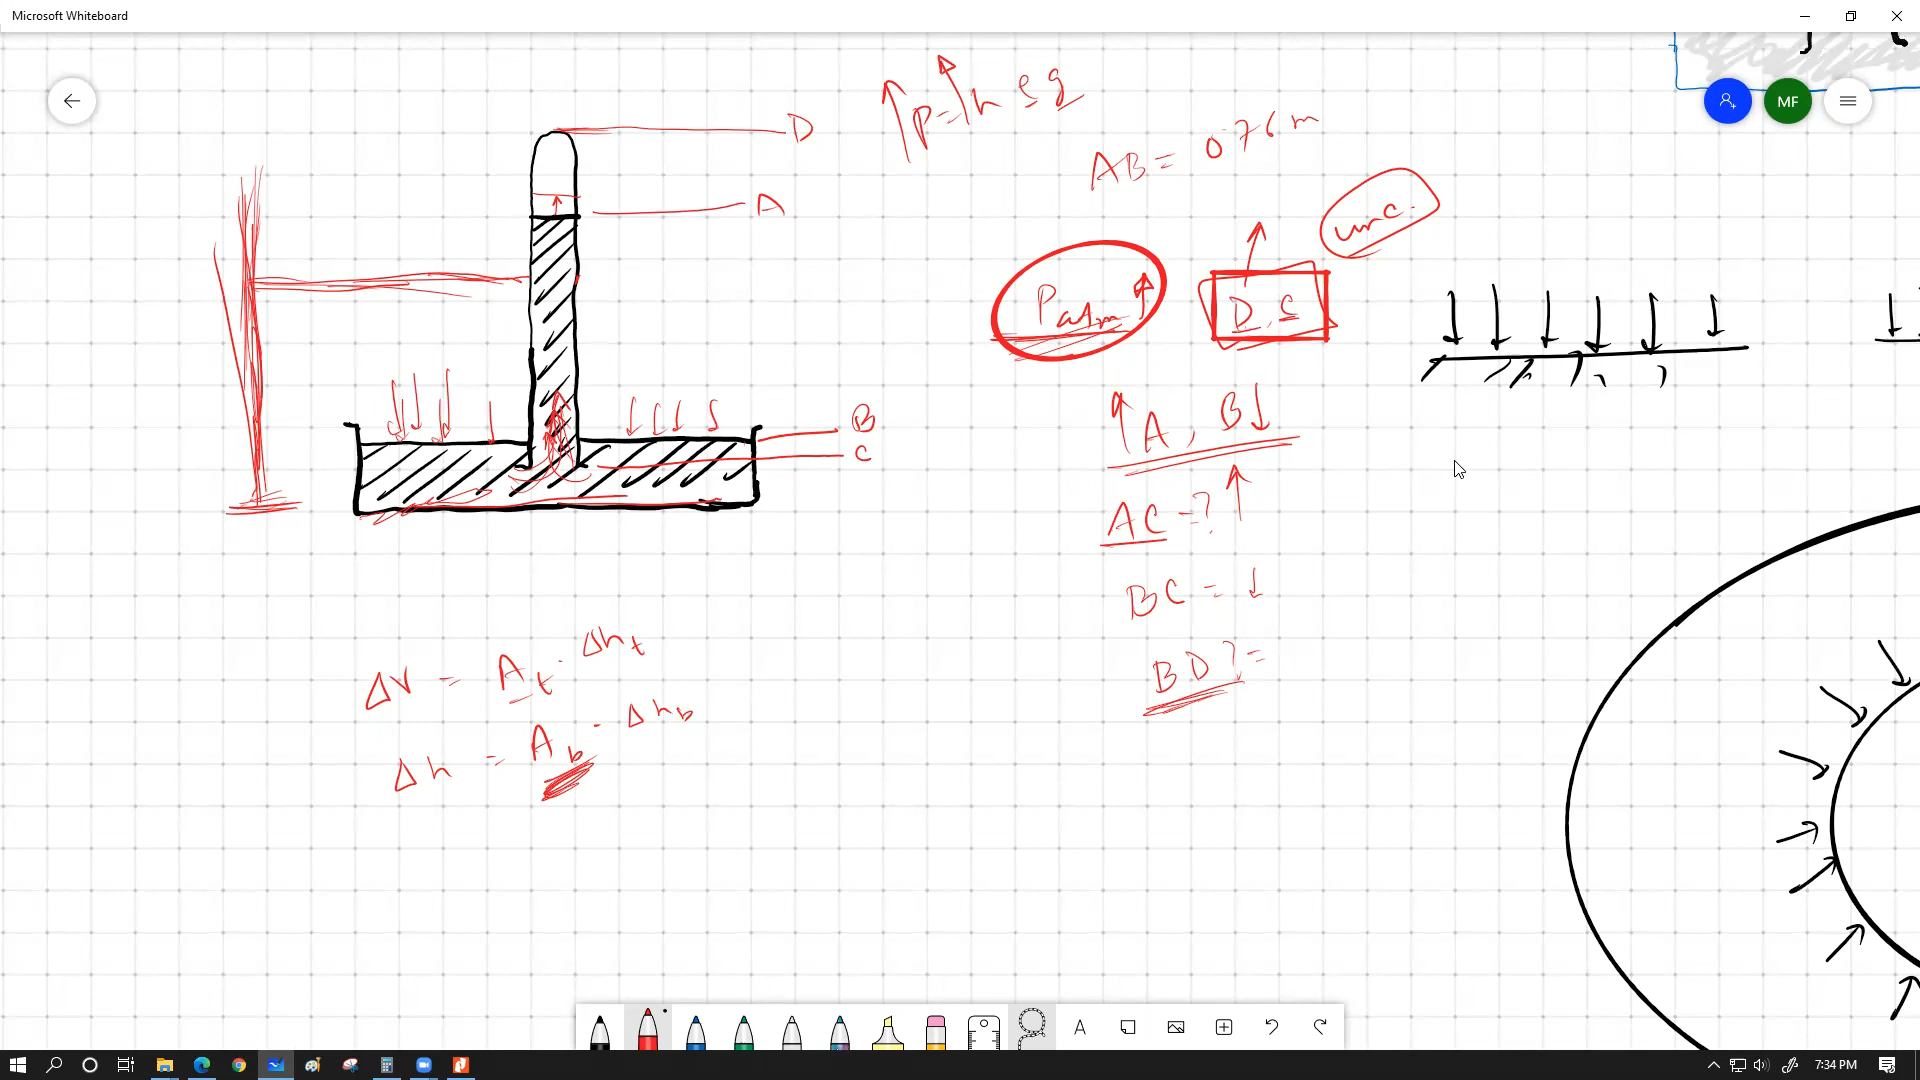 Microsoft Whiteboard
MF
D
P = h ρ g
AB = 0.76 m
A
unc.
Patm
D, C
B
C
A, B
AC = ?
BC =
BD? =
ΔV = At . Δht
Δh = Ab . Δhb
A
7:34 PM